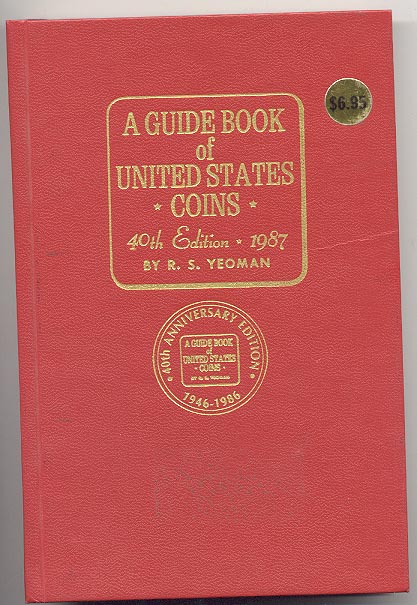 A GUIDE BOOK
of
UNITED STATES
★ COINS ★
40th Edition ★ 1987
BY R. S. YEOMAN
$6.95
40th ANNIVERSARY EDITION
A GUIDE BOOK
of
UNITED STATES
· COINS ·
BY R. S. YEOMAN
1946-1986